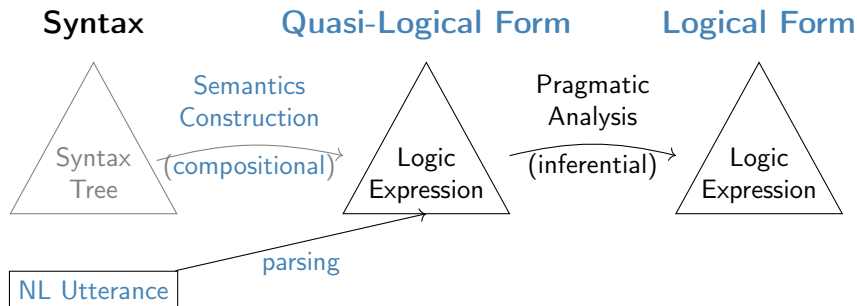 Syntax
Quasi-Logical Form
Logical Form
Semantics
Construction
Pragmatic
Analysis
Syntax
Tree
(compositional)
Logic
Expression
(inferential)
Logic
Expression
parsing
NL Utterance